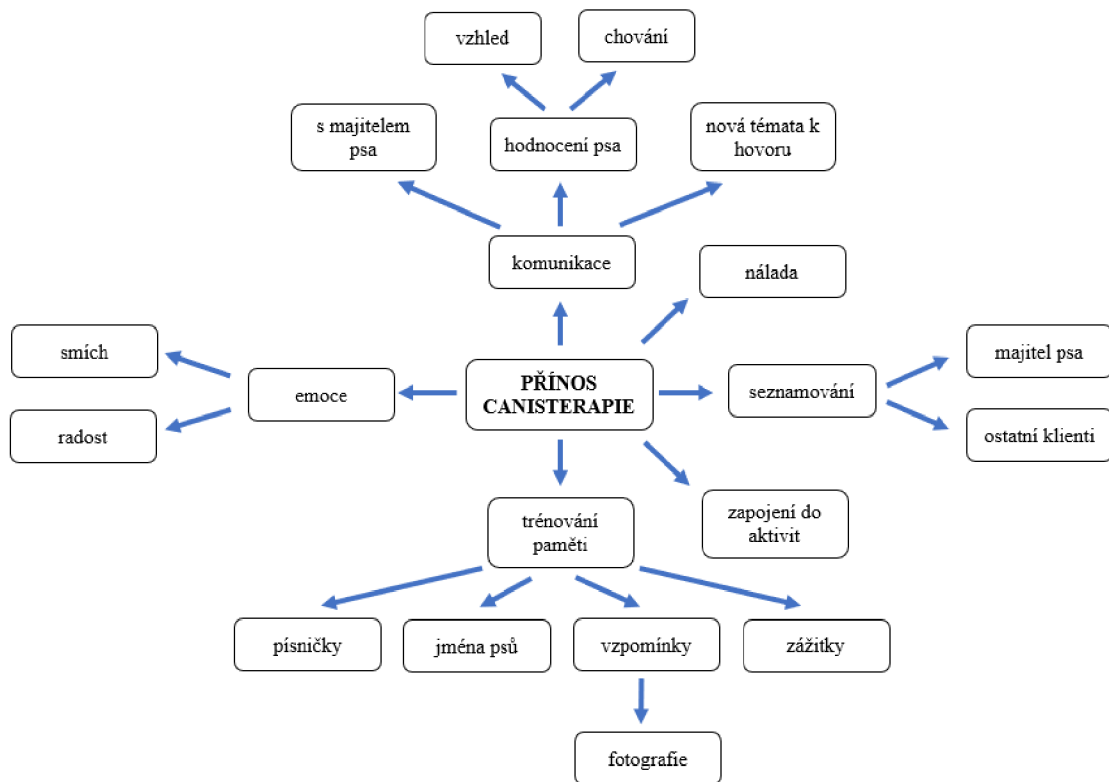 vzhled
chování
s majitelem
psa
hodnocení psa
nová témata k
hovoru
komunikace
nálada
smích
emoce
radost
PŘÍNOS
CANISTERAPIE
seznamování
majitel psa
ostatní klienti
trénování
paměti
zapojení do
aktivit
písničky
jména psů
vzpomínky
zážitky
fotografie